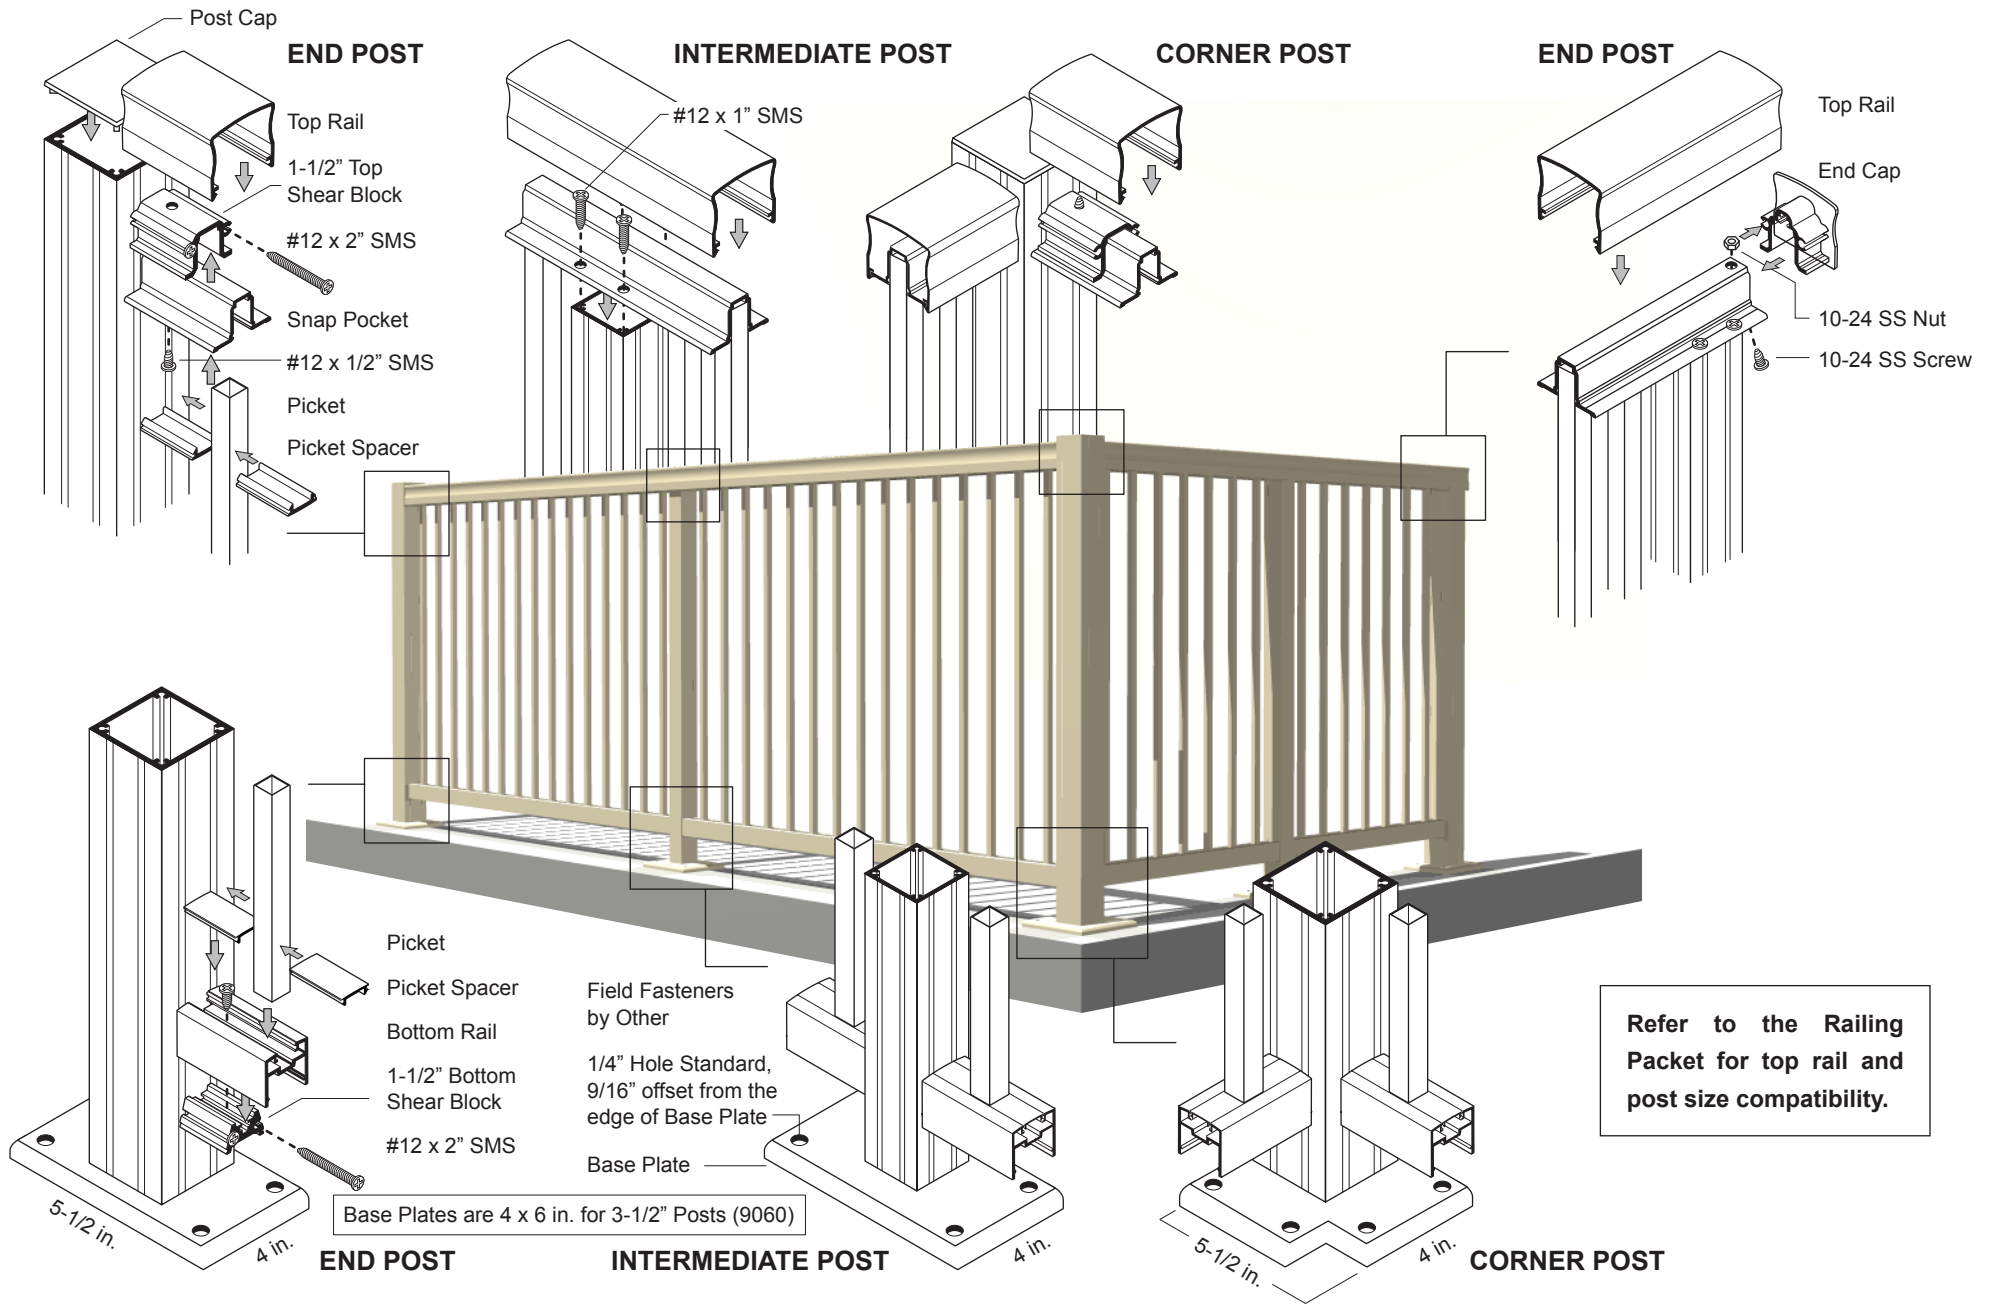 Post Cap
END POST
Top Rail
1-1/2” Top
Shear Block
#12 x 2” SMS
Snap Pocket
#12 x 1/2” SMS
Picket
Picket Spacer
INTERMEDIATE POST
#12 x 1” SMS
CORNER POST
END POST
Top Rail
End Cap
10-24 SS Nut
10-24 SS Screw
Picket
Picket Spacer
Bottom Rail
1-1/2” Bottom
Shear Block
#12 x 2” SMS
5-1/2 in.
4 in.
END POST
Base Plates are 4 x 6 in. for 3-1/2” Posts (9060)
Field Fasteners
by Other
1/4” Hole Standard,
9/16” offset from the
edge of Base Plate
Base Plate
4 in.
INTERMEDIATE POST
5-1/2 in.
4 in.
CORNER POST
Refer to the Railing
Packet for top rail and
post size compatibility.